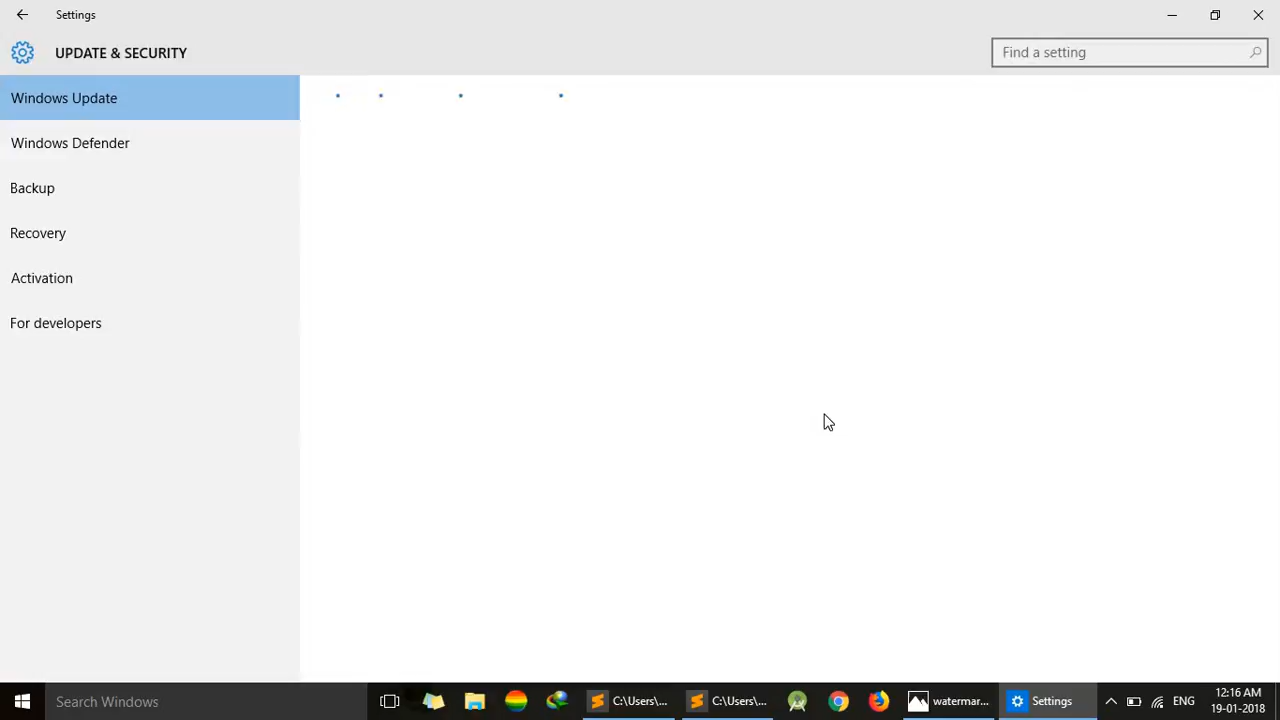 Settings
UPDATE & SECURITY
Find a setting
Windows Update
Windows Defender
Backup
Recovery
Activation
For developers
Search Windows
C:\Users\...
C:\Users\...
watermar...
Settings
ENG
12:16 AM
19-01-2018